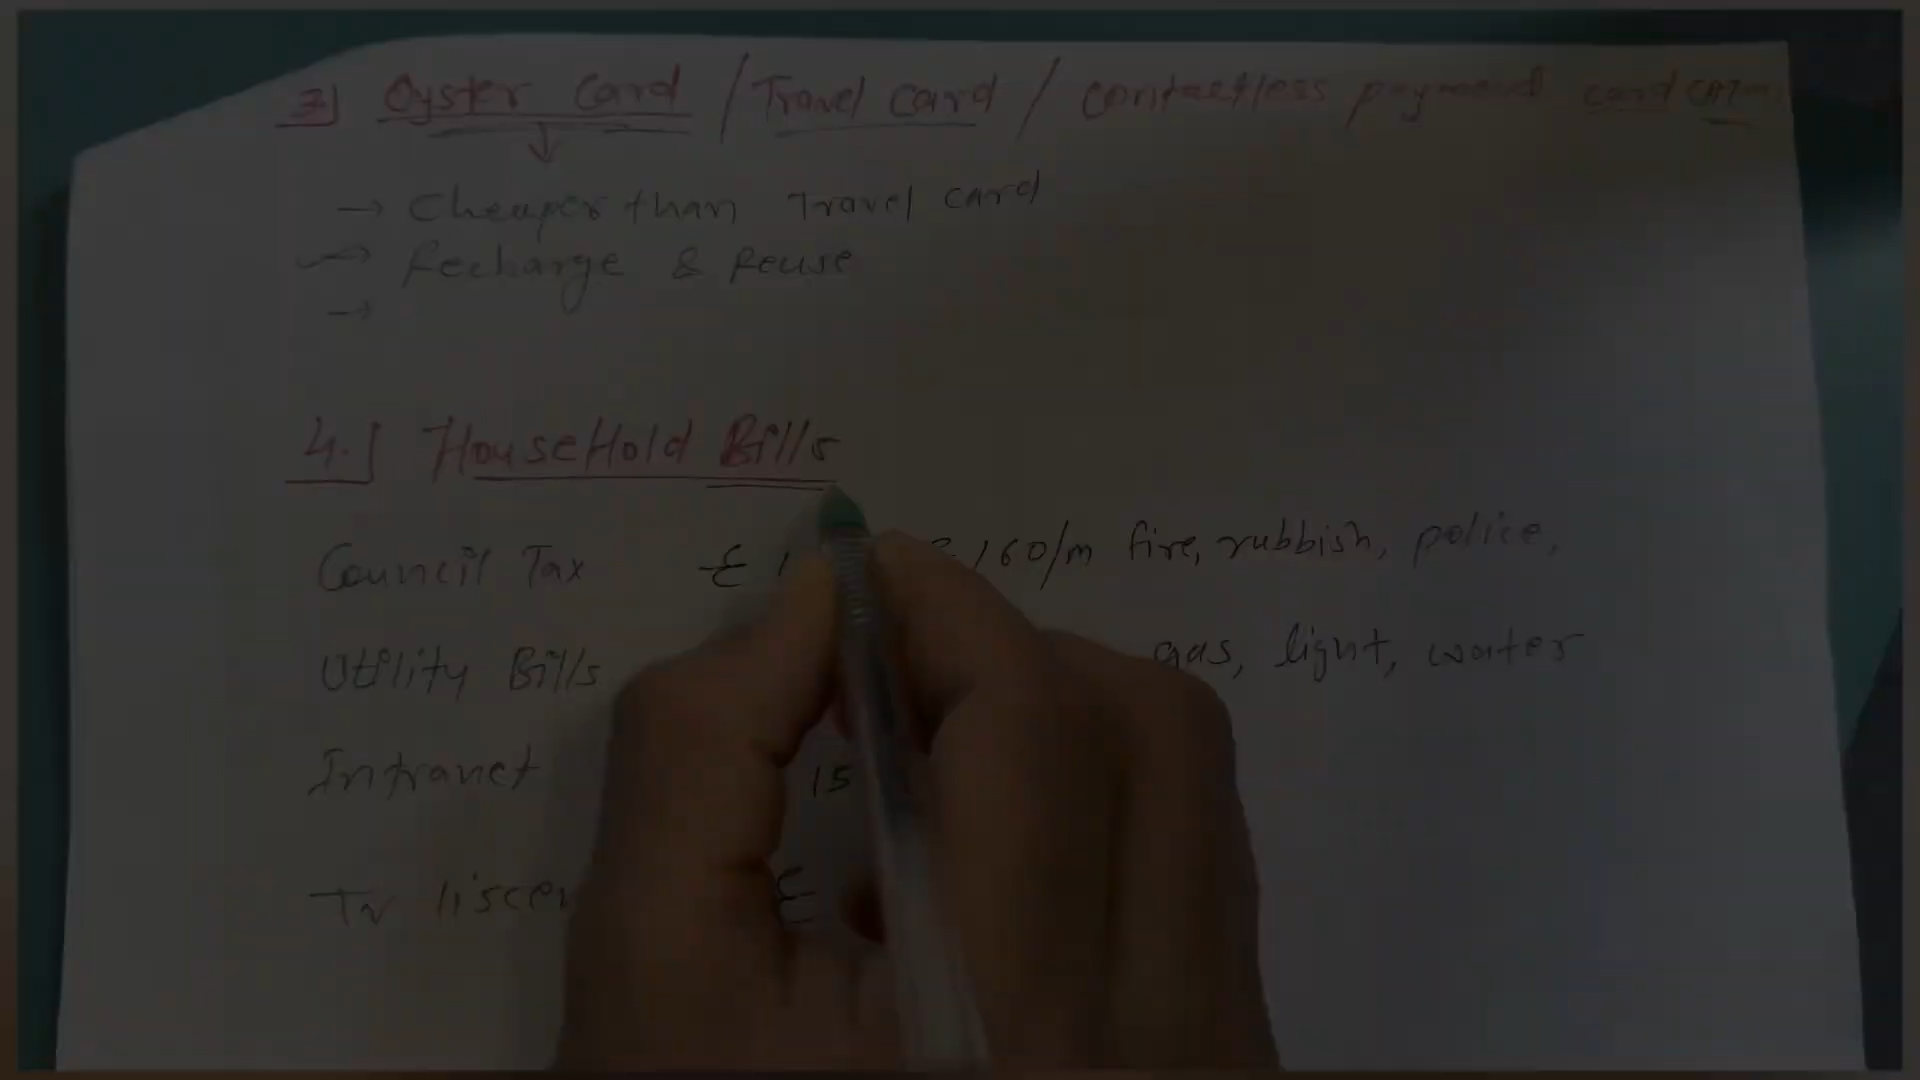 3] Oyster Card / Travel Card / contactless payment card
→ Cheaper than Travel card
→ Recharge & Reuse
→
4.] HouseHold Bills
Council Tax £ 160/m fire, rubbish, police,
Utility Bills gas, light, water
Intranet 15
TV £